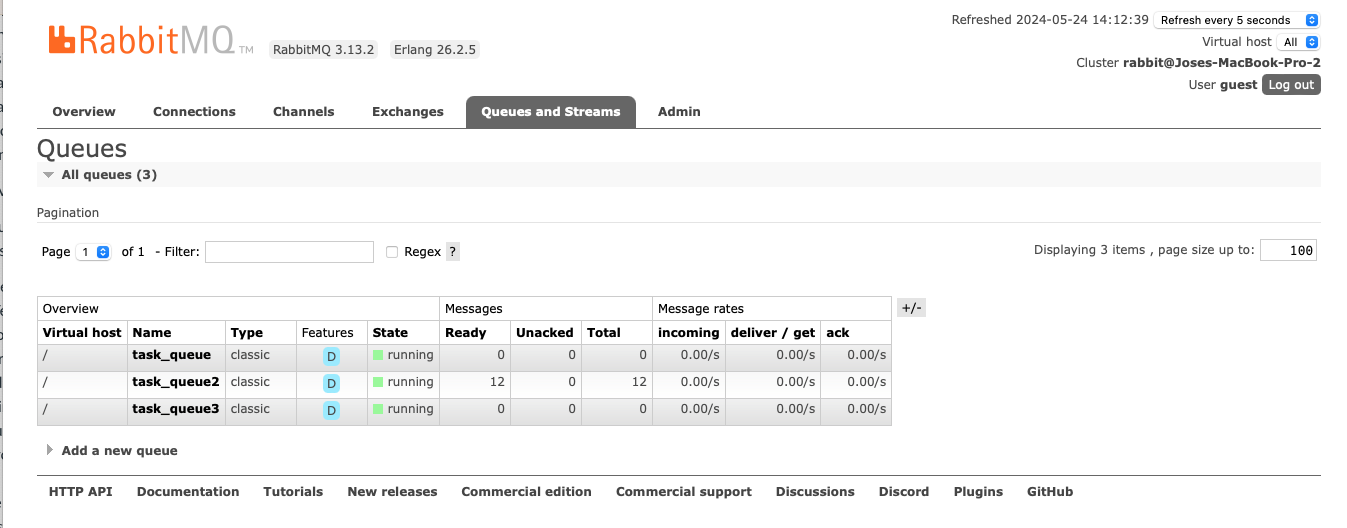 Refreshed 2024-05-24 14:12:39 Refresh every 5 seconds
RabbitMQ TM RabbitMQ 3.13.2 Erlang 26.2.5
Virtual host All
Cluster rabbit@Joses-MacBook-Pro-2
User guest Log out
Overview Connections Channels Exchanges Queues and Streams Admin
Queues
All queues (3)
Pagination
Page 1 of 1 - Filter: Regex ? Displaying 3 items , page size up to: 100
Overview Messages Message rates +/-
Virtual host Name Type Features State Ready Unacked Total incoming deliver / get ack
/ task_queue classic D running 0 0 0 0.00/s 0.00/s 0.00/s
/ task_queue2 classic D running 12 0 12 0.00/s 0.00/s 0.00/s
/ task_queue3 classic D running 0 0 0 0.00/s 0.00/s 0.00/s
Add a new queue
HTTP API Documentation Tutorials New releases Commercial edition Commercial support Discussions Discord Plugins GitHub